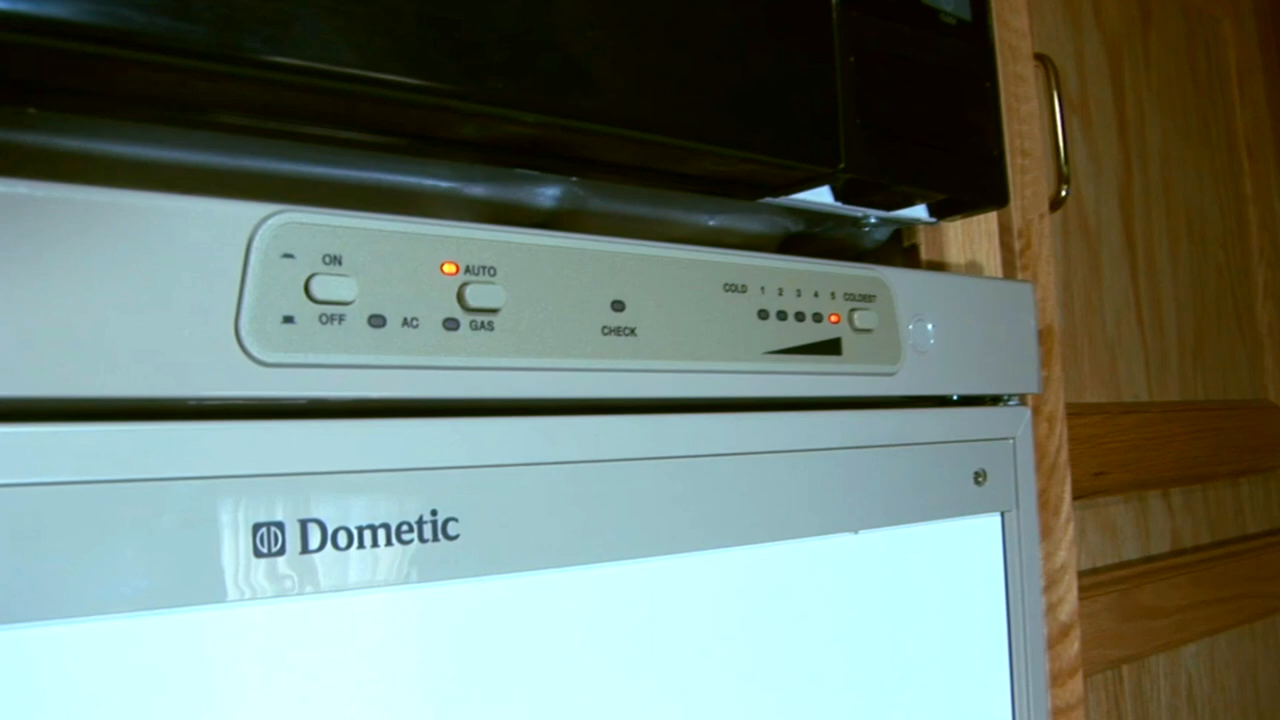 ON
OFF
AC
AUTO
GAS
CHECK
COLD 1 2 3 4 5 COLDEST
Dometic